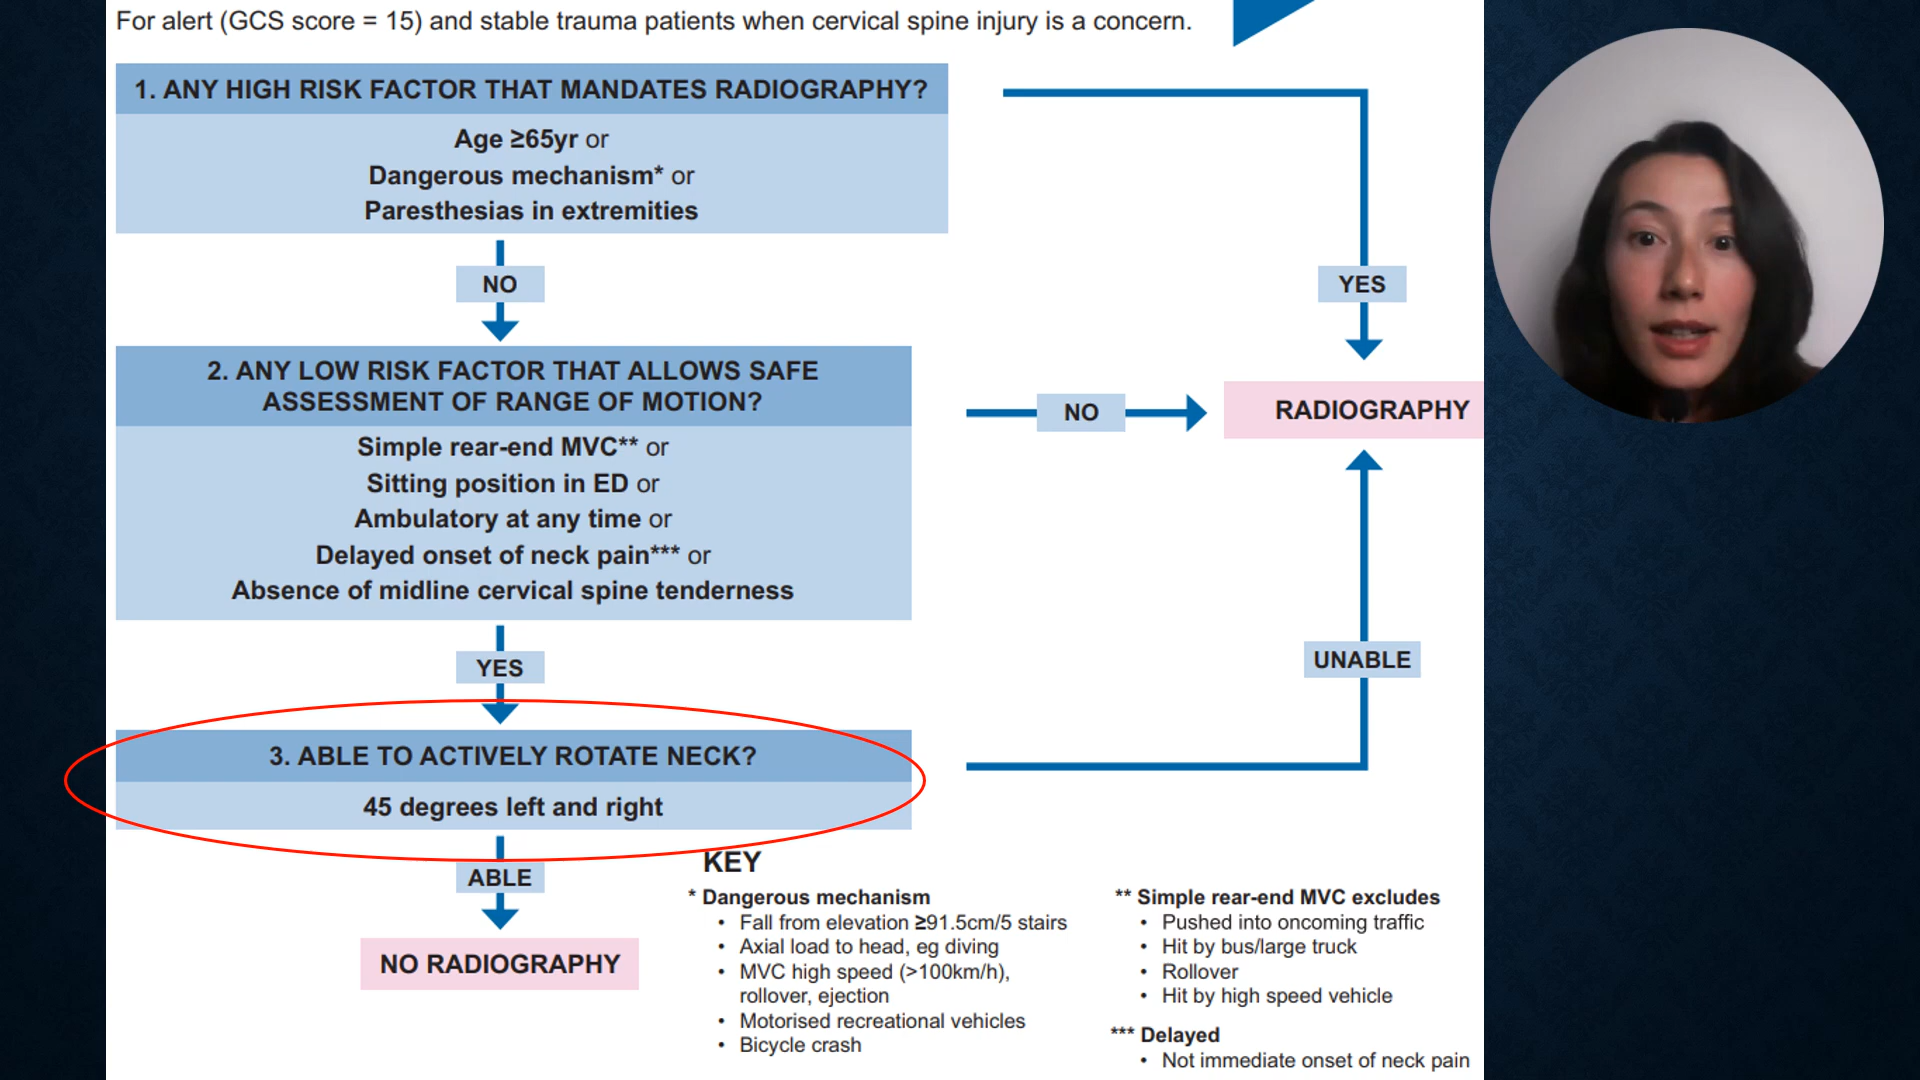 For alert (GCS score = 15) and stable trauma patients when cervical spine injury is a concern.
1. ANY HIGH RISK FACTOR THAT MANDATES RADIOGRAPHY?
Age ≥65yr or
Dangerous mechanism* or
Paresthesias in extremities
NO
YES
2. ANY LOW RISK FACTOR THAT ALLOWS SAFE
ASSESSMENT OF RANGE OF MOTION?
Simple rear-end MVC** or
Sitting position in ED or
Ambulatory at any time or
Delayed onset of neck pain*** or
Absence of midline cervical spine tenderness
NO
RADIOGRAPHY
YES
UNABLE
3. ABLE TO ACTIVELY ROTATE NECK?
45 degrees left and right
ABLE
NO RADIOGRAPHY
KEY
* Dangerous mechanism
• Fall from elevation ≥91.5cm/5 stairs
• Axial load to head, eg diving
• MVC high speed (>100km/h),
rollover, ejection
• Motorised recreational vehicles
• Bicycle crash
** Simple rear-end MVC excludes
• Pushed into oncoming traffic
• Hit by bus/large truck
• Rollover
• Hit by high speed vehicle
*** Delayed
• Not immediate onset of neck pain